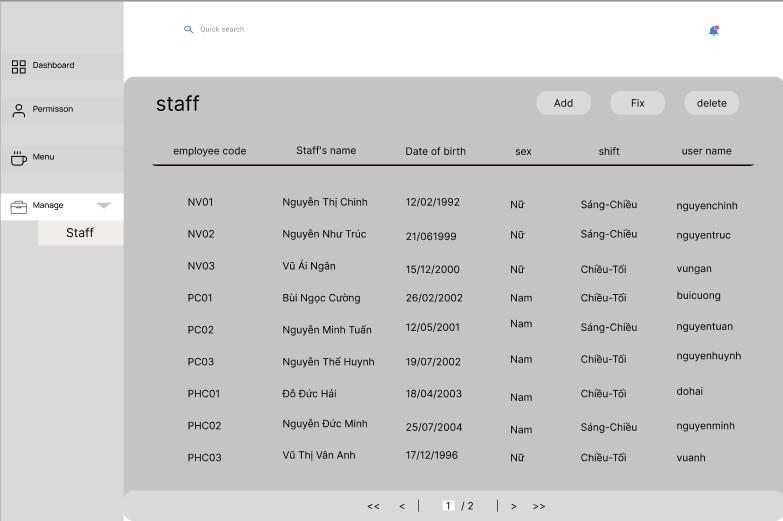 Quick search
Dashboard
Permisson
Menu
Manage
Staff
staff
Add Fix delete
employee code Staff's name Date of birth sex shift user name
NV01 Nguyễn Thị Chinh 12/02/1992 Nữ Sáng-Chiều nguyenchinh
NV02 Nguyễn Như Trúc 21/061999 Nữ Sáng-Chiều nguyentruc
NV03 Vũ Ái Ngân 15/12/2000 Nữ Chiều-Tối vungan
PC01 Bùi Ngọc Cường 26/02/2002 Nam Chiều-Tối buicuong
PC02 Nguyễn Minh Tuấn 12/05/2001 Nam Sáng-Chiều nguyentuan
PC03 Nguyễn Thế Huynh 19/07/2002 Nam Chiều-Tối nguyenhuynh
PHC01 Đỗ Đức Hải 18/04/2003 Nam Chiều-Tối dohai
PHC02 Nguyễn Đức Minh 25/07/2004 Nam Sáng-Chiều nguyenminh
PHC03 Vũ Thị Vân Anh 17/12/1996 Nữ Chiều-Tối vuanh
<< < | 1 / 2 | > >>